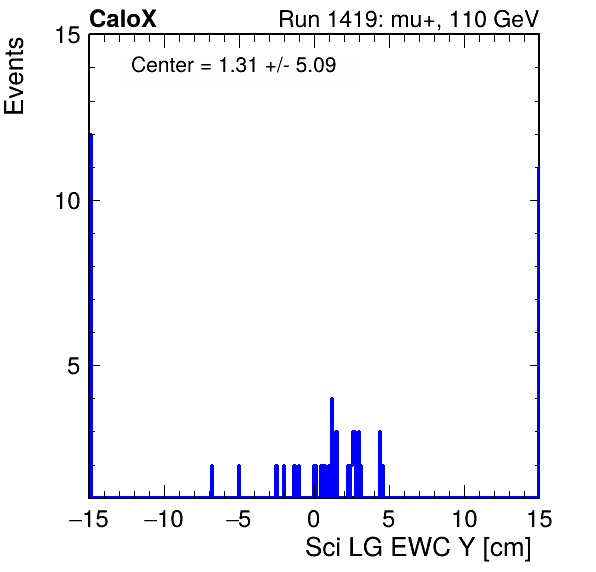 CaloX Run 1419: mu+, 110 GeV
Center = 1.31 +/- 5.09
Events
15
10
5
−15 −10 −5 0 5 10 15
Sci LG EWC Y [cm]